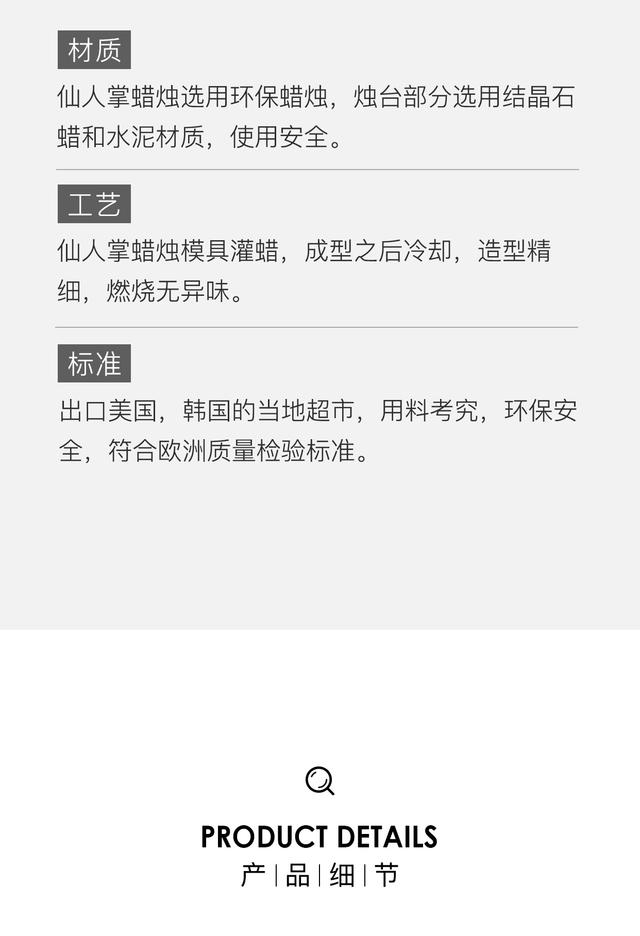 材质
仙人掌蜡烛选用环保蜡烛，烛台部分选用结晶石
蜡和水泥材质，使用安全。
工艺
仙人掌蜡烛模具灌蜡，成型之后冷却，造型精
细，燃烧无异味。
标准
出口美国，韩国的当地超市，用料考究，环保安
全，符合欧洲质量检验标准。
PRODUCT DETAILS
产|品|细|节